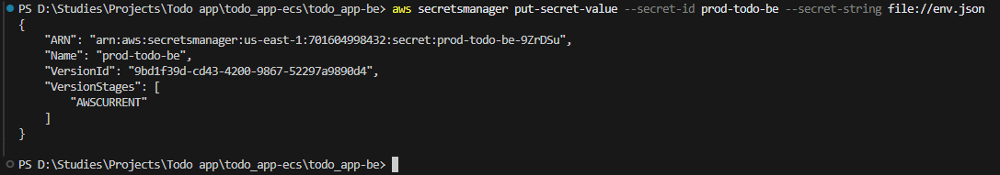 PS D:\Studies\Projects\Todo app\todo_app-ecs\todo_app-be> aws secretsmanager put-secret-value --secret-id prod-todo-be --secret-string file://env.json
{
    "ARN": "arn:aws:secretsmanager:us-east-1:701604998432:secret:prod-todo-be-9ZrDSu",
    "Name": "prod-todo-be",
    "VersionId": "9bd1f39d-cd43-4200-9867-52297a9890d4",
    "VersionStages": [
        "AWSCURRENT"
    ]
}
PS D:\Studies\Projects\Todo app\todo_app-ecs\todo_app-be>